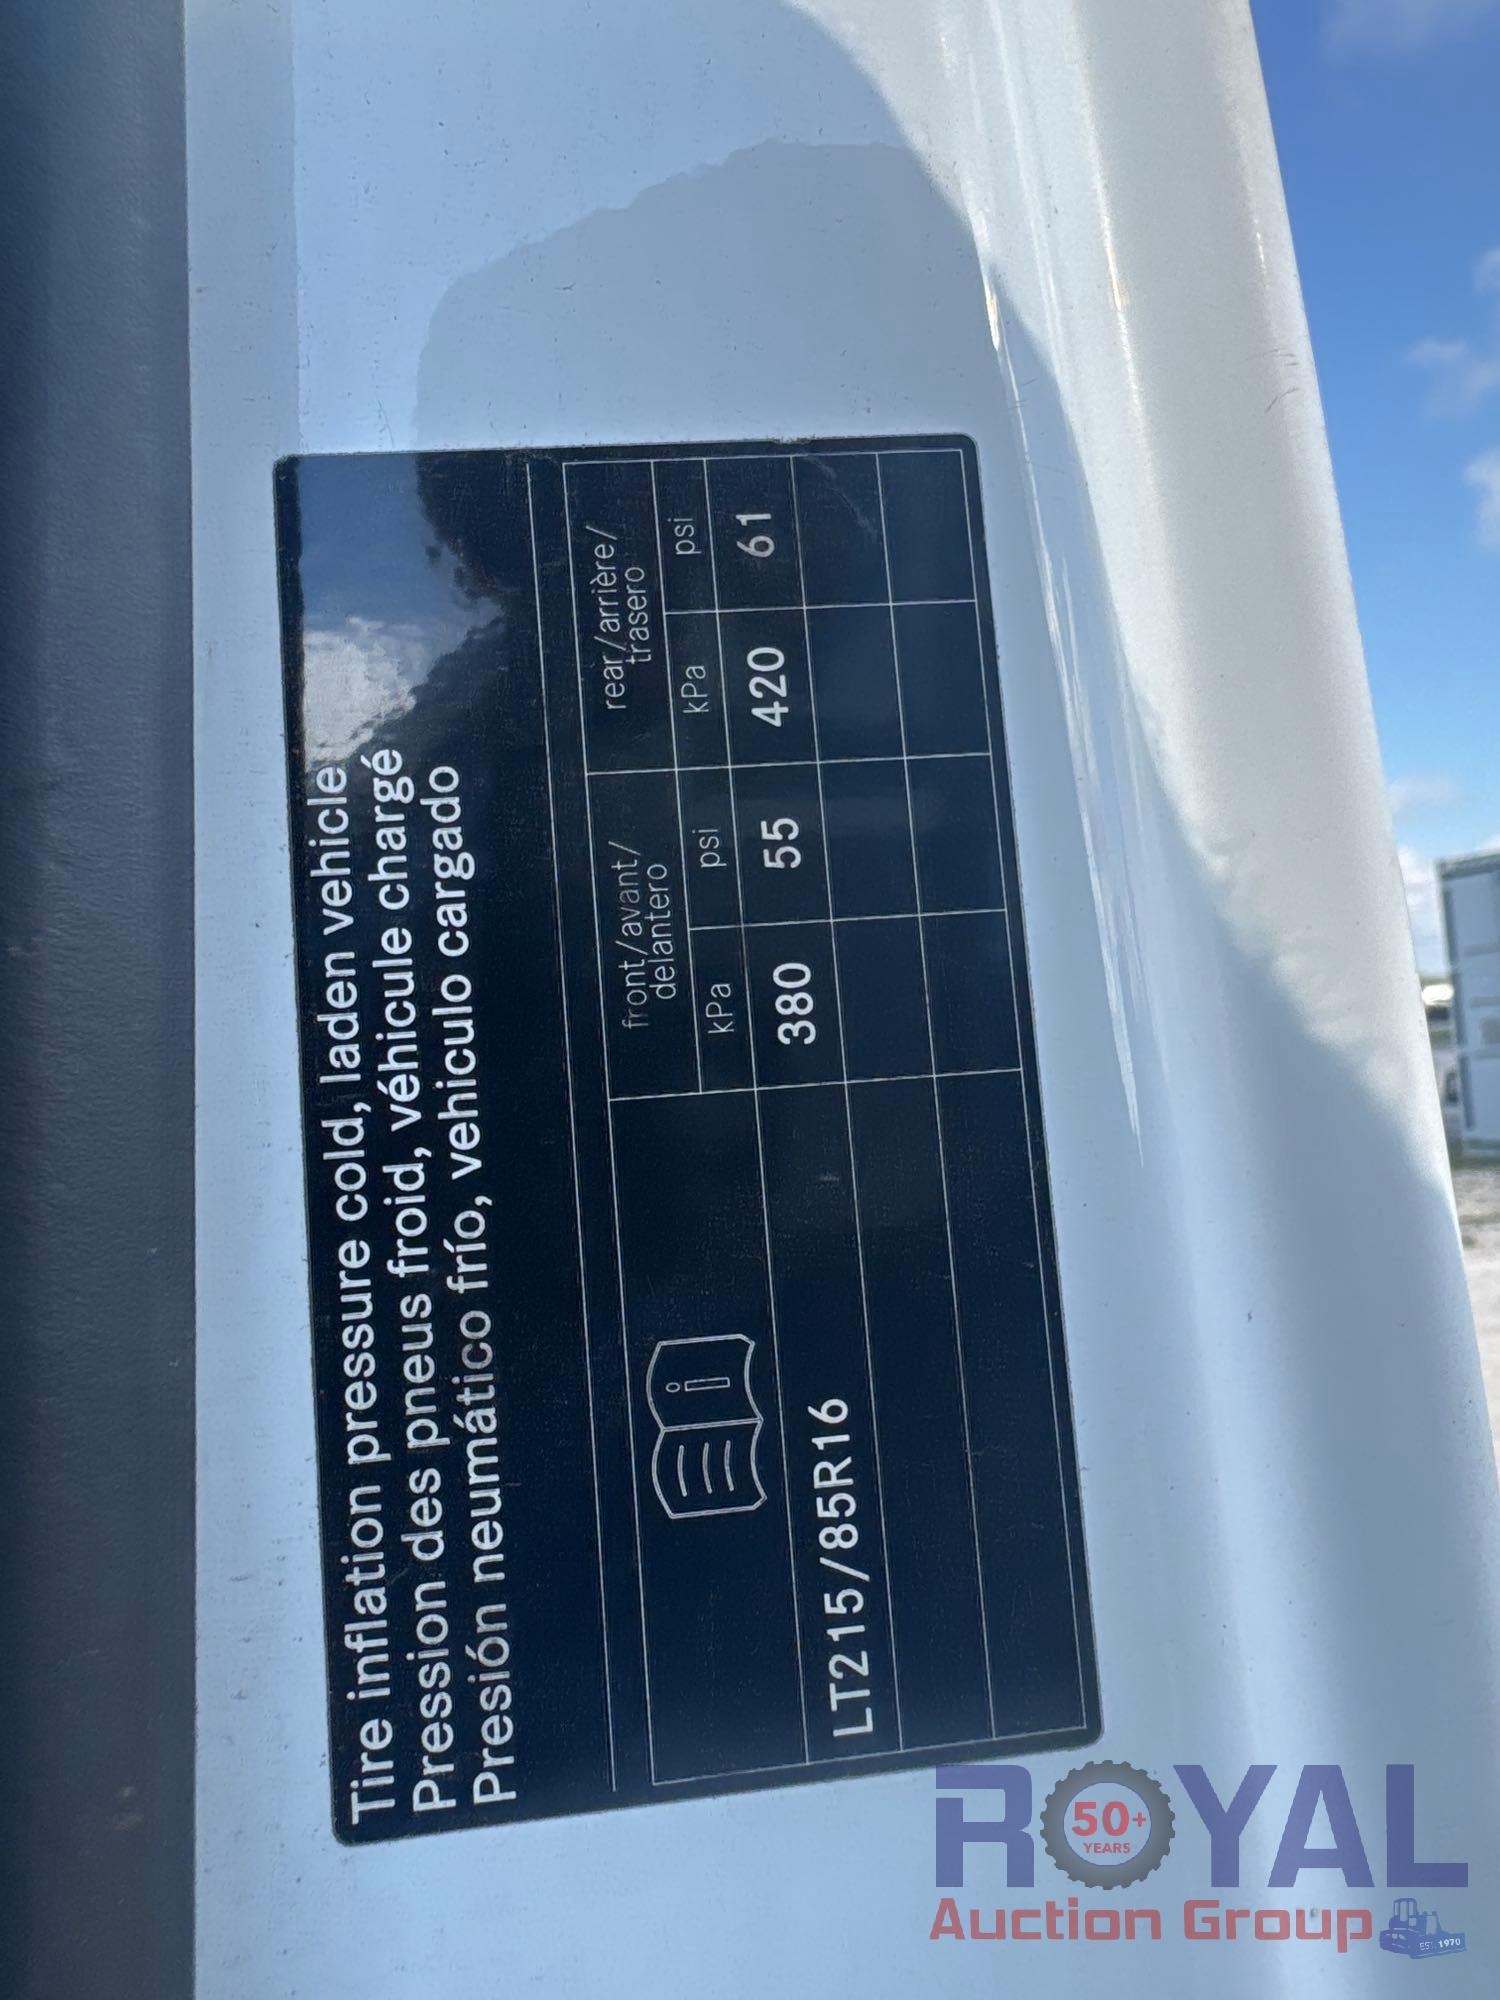 Tire inflation pressure cold, laden vehicle
Pression des pneus froid, véhicule chargé
Presión neumático frío, vehiculo cargado
front/avant/
delantero
rear/arrière/
trasero
i
kPa psi kPa psi
LT215/85R16 380 55 420 61
ROYAL
50+
YEARS
Auction Group
EST. 1970